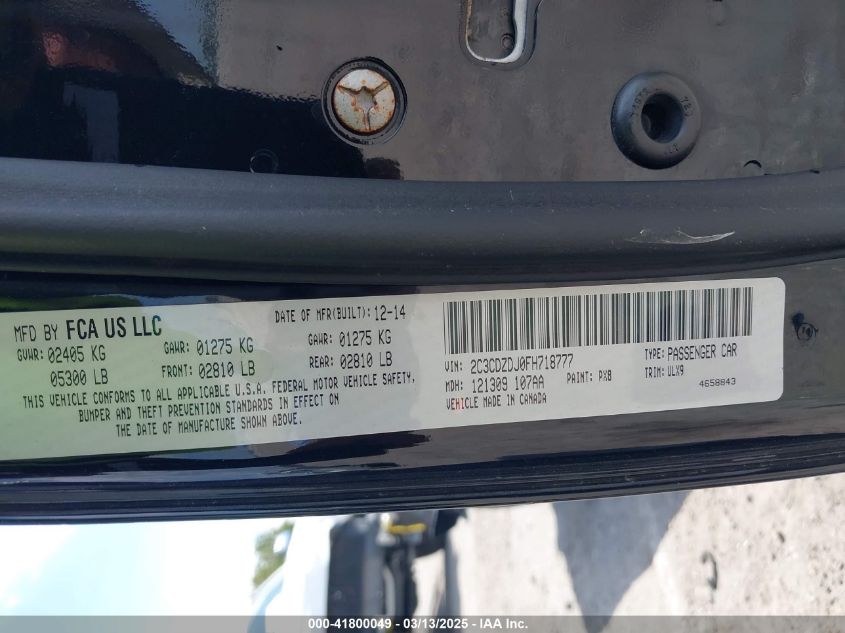 MFD BY FCA US LLC
DATE OF MFR(BUILT): 12-14
GVWR: 02405 KG
GAWR: 01275 KG
GAWR: 01275 KG
05300 LB
FRONT: 02810 LB
REAR: 02810 LB
THIS VEHICLE CONFORMS TO ALL APPLICABLE U.S.A. FEDERAL MOTOR VEHICLE SAFETY,
BUMPER AND THEFT PREVENTION STANDARDS IN EFFECT ON
THE DATE OF MANUFACTURE SHOWN ABOVE.
VIN: 2C3CDZDJ0FH718777
TYPE: PASSENGER CAR
MDH: 121309 107AA
PAINT: PX8
TRIM: ULX9
VEHICLE MADE IN CANADA
4658843
000-41800049 — 03/13/2025 — IAA Inc.